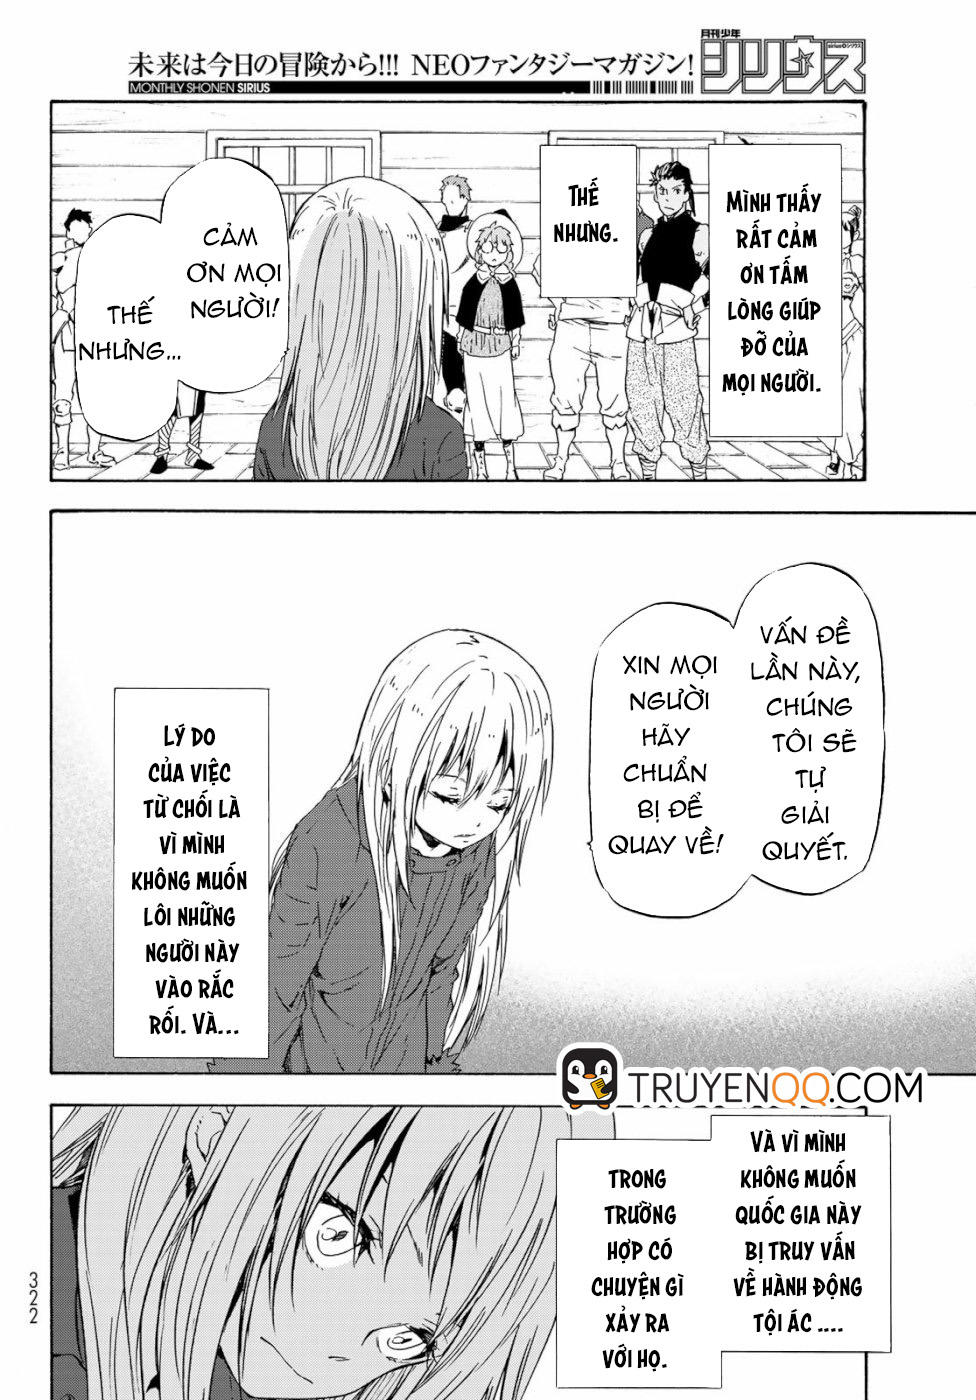 未来は今日の冒険から!!! NEOファンタジーマガジン!
月刊少年
シリウス
MONTHLY SHONEN SIRIUS
MÌNH THẤY
RẤT CẢM
ƠN TẤM
LÒNG GIÚP
ĐỠ CỦA
MỌI NGƯỜI.
THẾ
NHƯNG.
CẢM
ƠN MỌI
NGƯỜI!
THẾ
NHƯNG...
VẤN ĐỀ
LẦN NÀY,
CHÚNG
TÔI SẼ
TỰ
GIẢI
QUYẾT.
XIN MỌI
NGƯỜI
HÃY
CHUẨN
BỊ ĐỂ
QUAY VỀ!
LÝ DO
CỦA VIỆC
TỪ CHỐI LÀ
VÌ MÌNH
KHÔNG MUỐN
LÔI NHỮNG
NGƯỜI NÀY
VÀO RẮC
RỐI. VÀ...
TRUYENQQ.COM
VÀ VÌ MÌNH
KHÔNG MUỐN
QUỐC GIA NÀY
BỊ TRUY VẤN
VỀ HÀNH ĐỘNG
TỘI ÁC ....
TRONG
TRƯỜNG
HỢP CÓ
CHUYỆN GÌ
XẢY RA
VỚI HỌ.
322